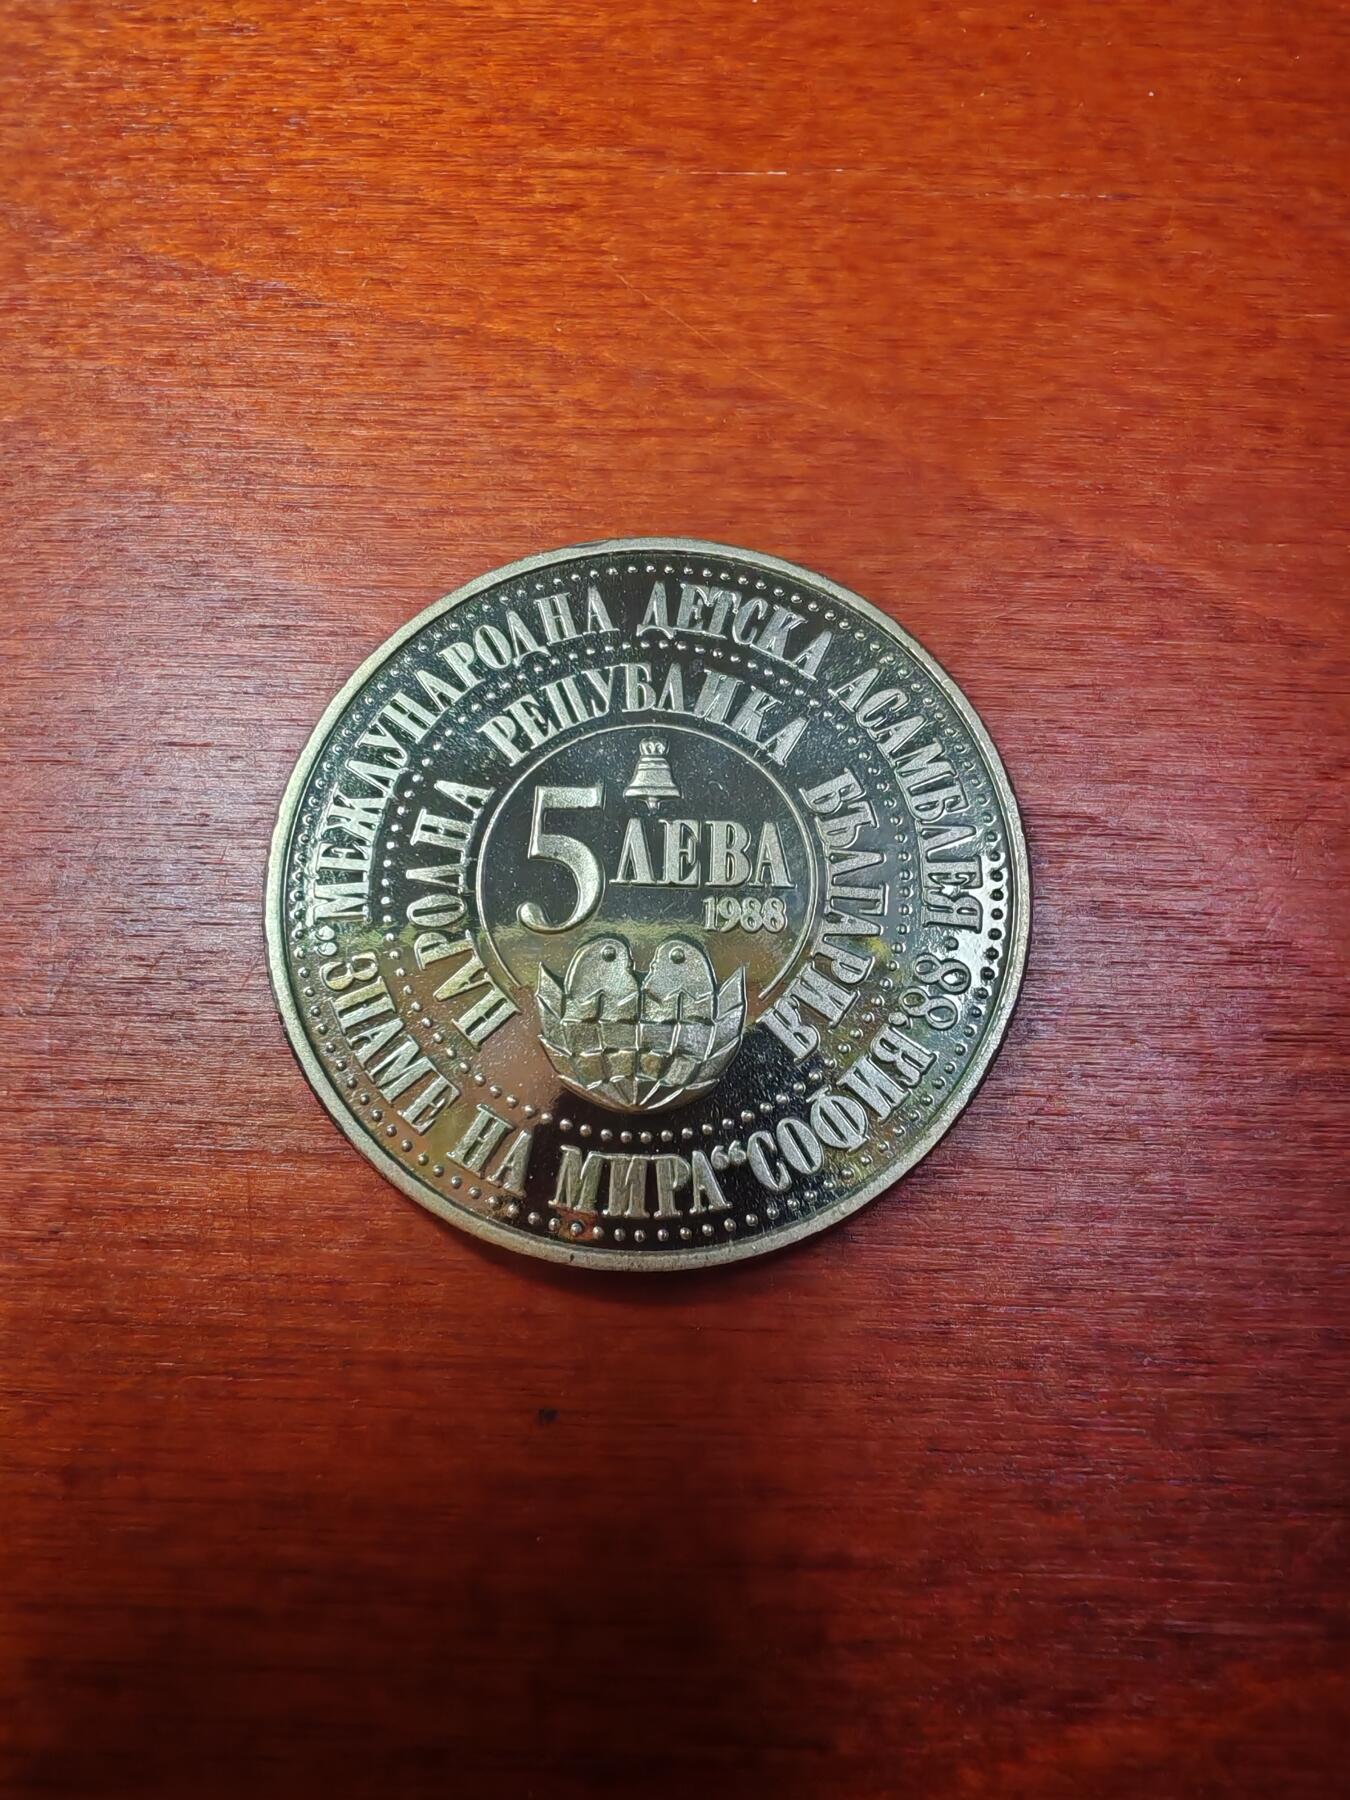 МЕЖДУНАРОДНА ДЕТСКА АСАМБЛЕЯ
„ЗНАМЕ НА МИРА“ СОФИЯ'88.
НАРОДНА РЕПУБЛИКА БЪЛГАРИЯ
5 ЛЕВА
1988